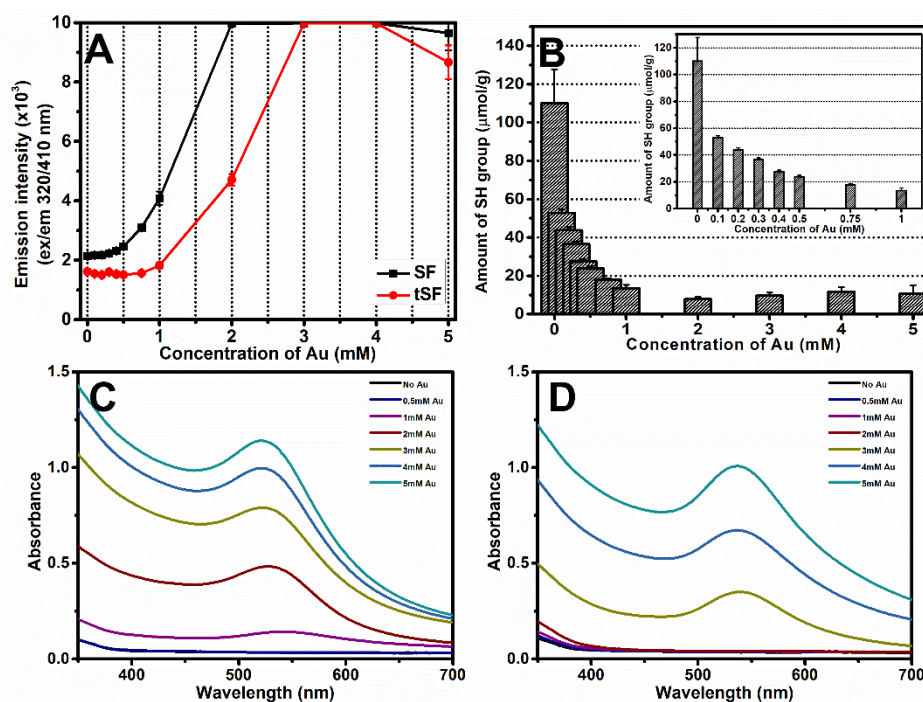 A
Emission intensity (x10³)
(ex/em 320/410 nm)
10
8
6
4
2
0
0 1 2 3 4 5
Concentration of Au (mM)
SF
tSF
B
Amount of SH group (μmol/g)
140
120
100
80
60
40
20
0
0 1 2 3 4 5
Concentration of Au (mM)
Amount of SH group (μmol/g)
120
100
80
60
40
20
0
0 0.1 0.2 0.3 0.4 0.5 0.75 1
Concentration of Au (mM)
C
Absorbance
1.5
1.0
0.5
0.0
400 500 600 700
Wavelength (nm)
No Au
0.5mM Au
1mM Au
2mM Au
3mM Au
4mM Au
5mM Au
D
Absorbance
1.5
1.0
0.5
0.0
400 500 600 700
Wavelength (nm)
No Au
0.5mM Au
1mM Au
2mM Au
3mM Au
4mM Au
5mM Au